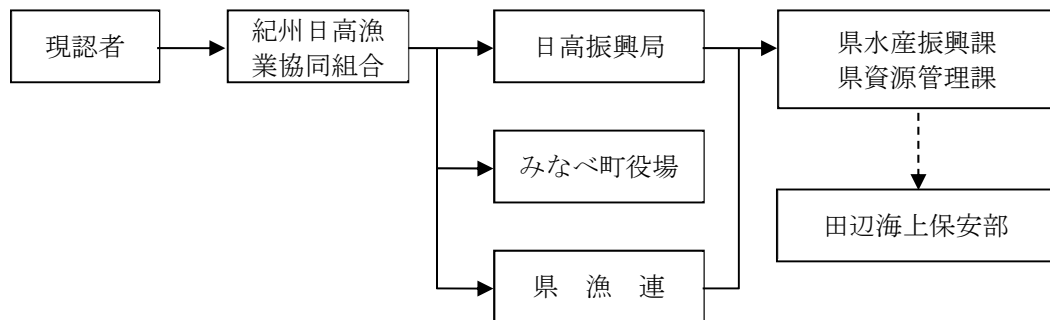 現認者
紀州日高漁
業協同組合
日高振興局
県水産振興課
県資源管理課
みなべ町役場
田辺海上保安部
県　漁　連